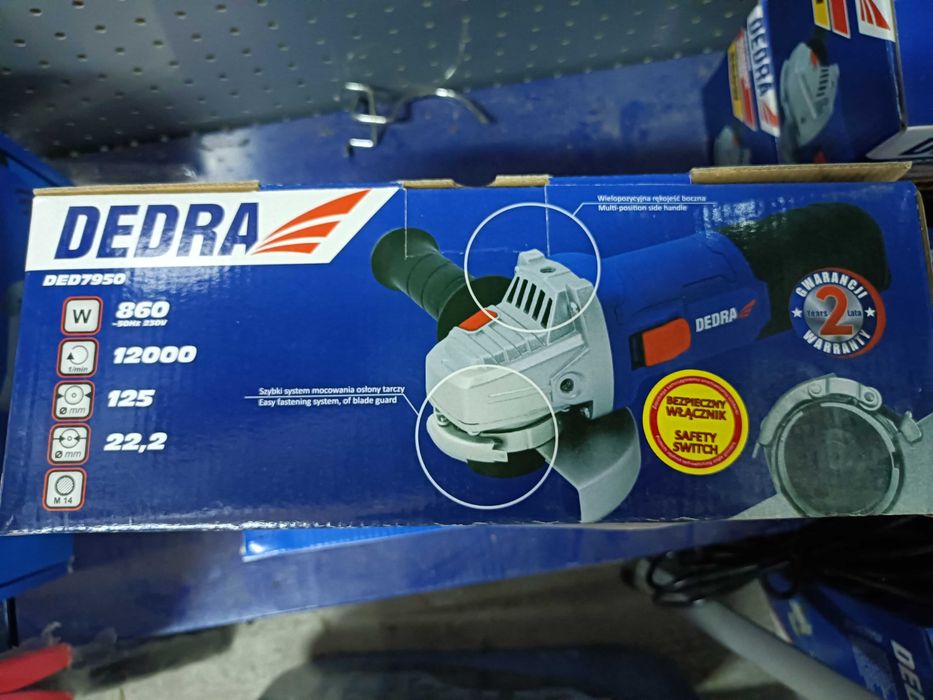 DEDRA
DEDRA
DED7950
W
860
~50Hz 230V
1/min
12000
Ø mm
125
Ø mm
22,2
M 14
Wielopozycyjna rękojeść boczna
Multi-position side handle
Szybki system mocowania osłony tarczy
Easy fastening system, of blade guard
DEDRA
GWARANCJI
Years 2 Lata
WARRANTY
BEZPIECZNY
WŁĄCZNIK
SAFETY
SWITCH
DED